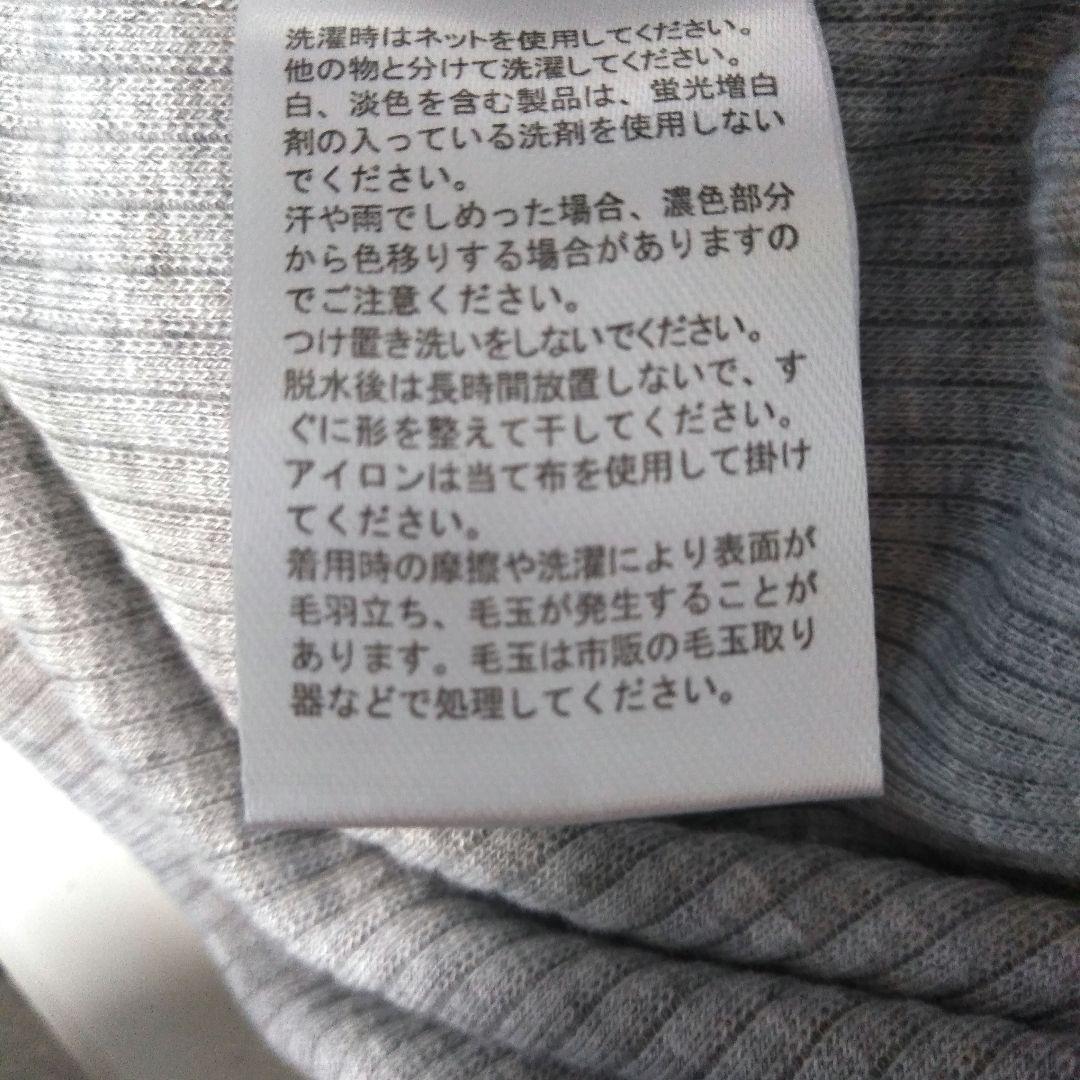 洗濯時はネットを使用してください。
他の物と分けて洗濯してください。
白、淡色を含む製品は、蛍光増白
剤の入っている洗剤を使用しない
でください。
汗や雨でしめった場合、濃色部分
から色移りする場合がありますの
でご注意ください。
つけ置き洗いをしないでください。
脱水後は長時間放置しないで、す
ぐに形を整えて干してください。
アイロンは当て布を使用して掛け
てください。
着用時の摩擦や洗濯により表面が
毛羽立ち、毛玉が発生することが
あります。毛玉は市販の毛玉取り
器などで処理してください。